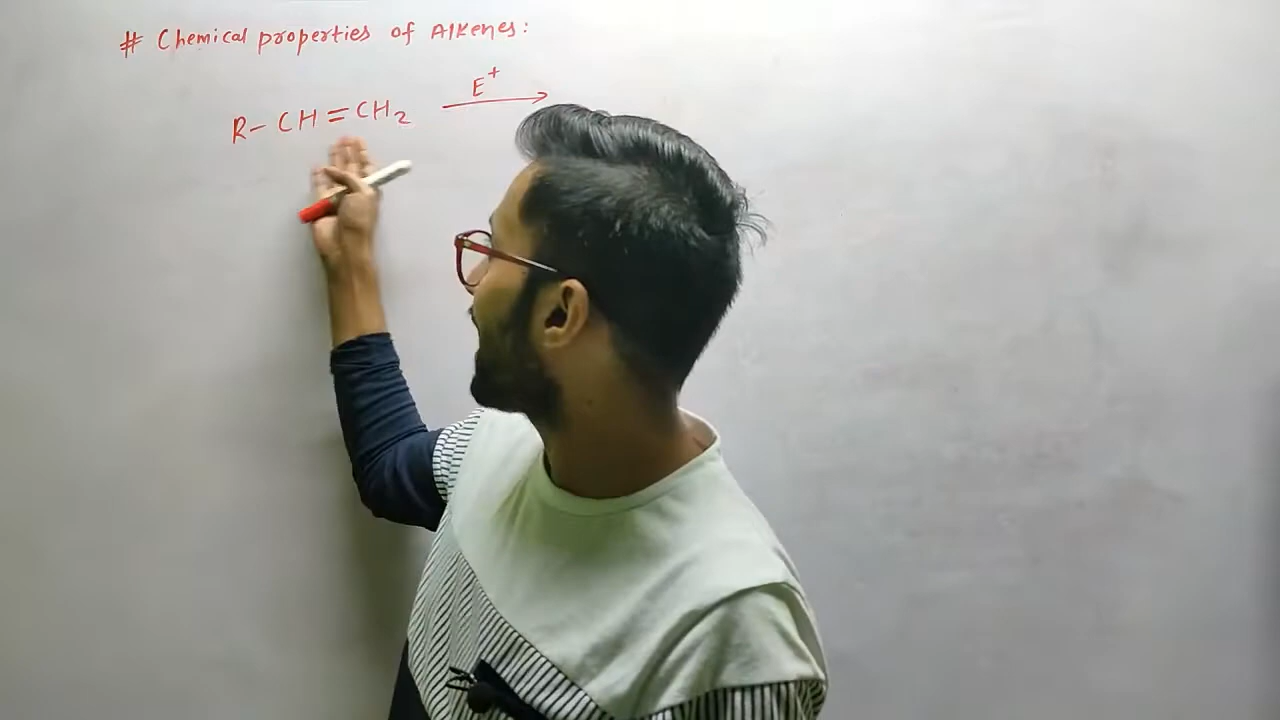 # Chemical properties of Alkenes:
E⁺
R- CH = CH₂ →